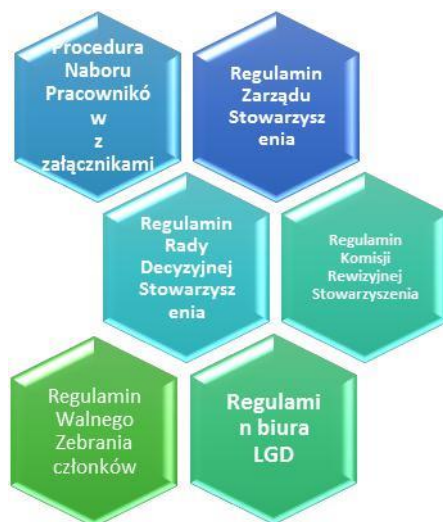 Procedura
Naboru
Pracownikó
w
z
załącznikami
Regulamin
Zarządu
Stowarzysz
enia
Regulamin
Rady
Decyzyjnej
Stowarzysz
enia
Regulamin
Komisji
Rewizyjnej
Stowarzyszenia
Regulamin
Walnego
Zebrania
członków
Regulami
n biura
LGD